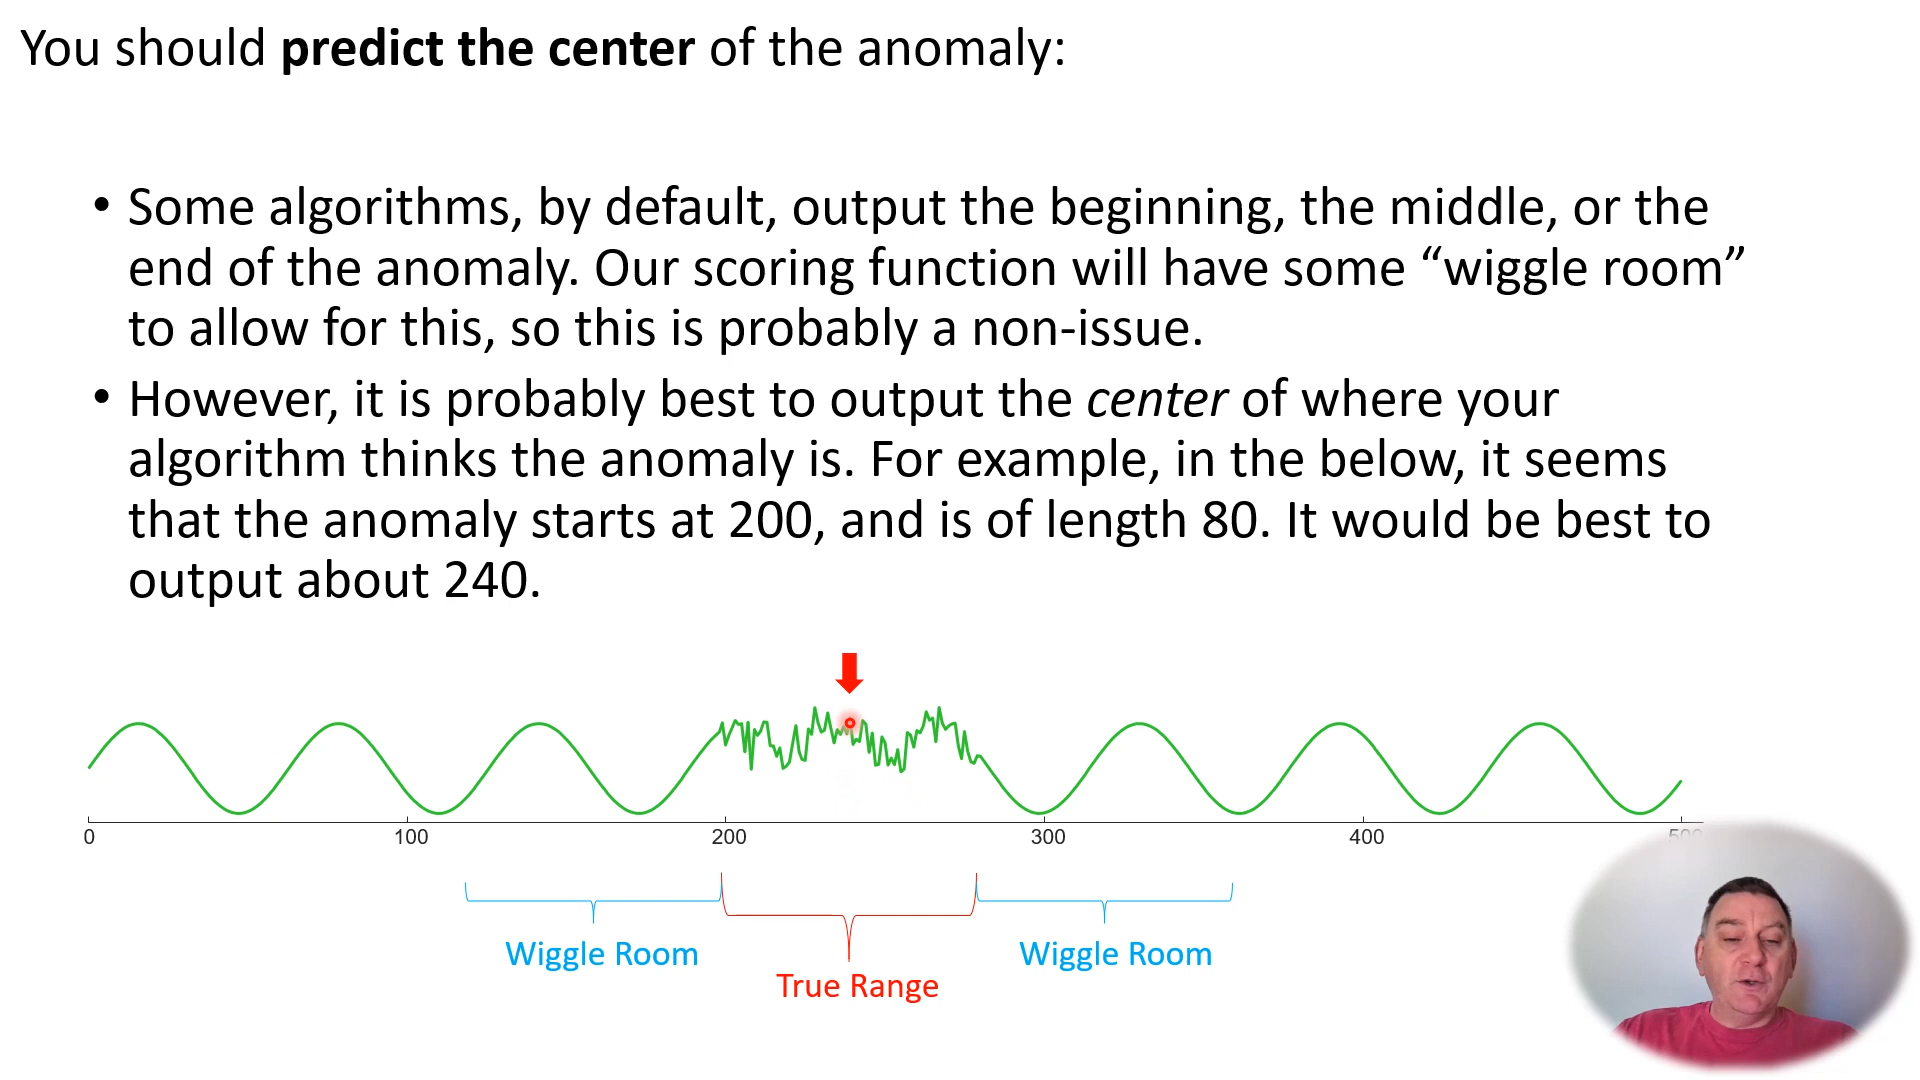 You should predict the center of the anomaly:
• Some algorithms, by default, output the beginning, the middle, or the
end of the anomaly. Our scoring function will have some “wiggle room”
to allow for this, so this is probably a non-issue.
• However, it is probably best to output the center of where your
algorithm thinks the anomaly is. For example, in the below, it seems
that the anomaly starts at 200, and is of length 80. It would be best to
output about 240.
0 100 200 300 400 500
Wiggle Room Wiggle Room
True Range